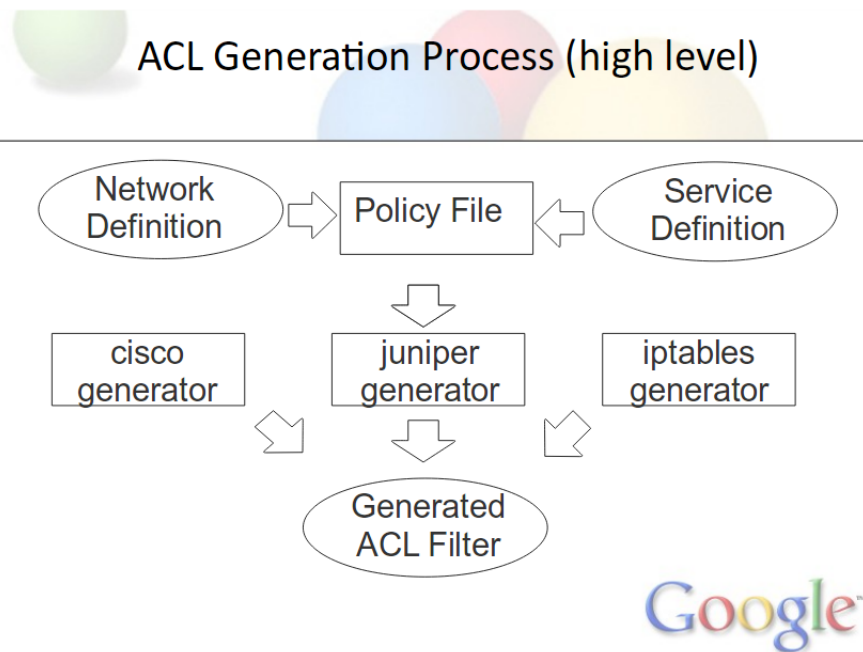 ACL Generation Process (high level)
Network
Definition
Policy File
Service
Definition
cisco
generator
juniper
generator
iptables
generator
Generated
ACL Filter
Google™